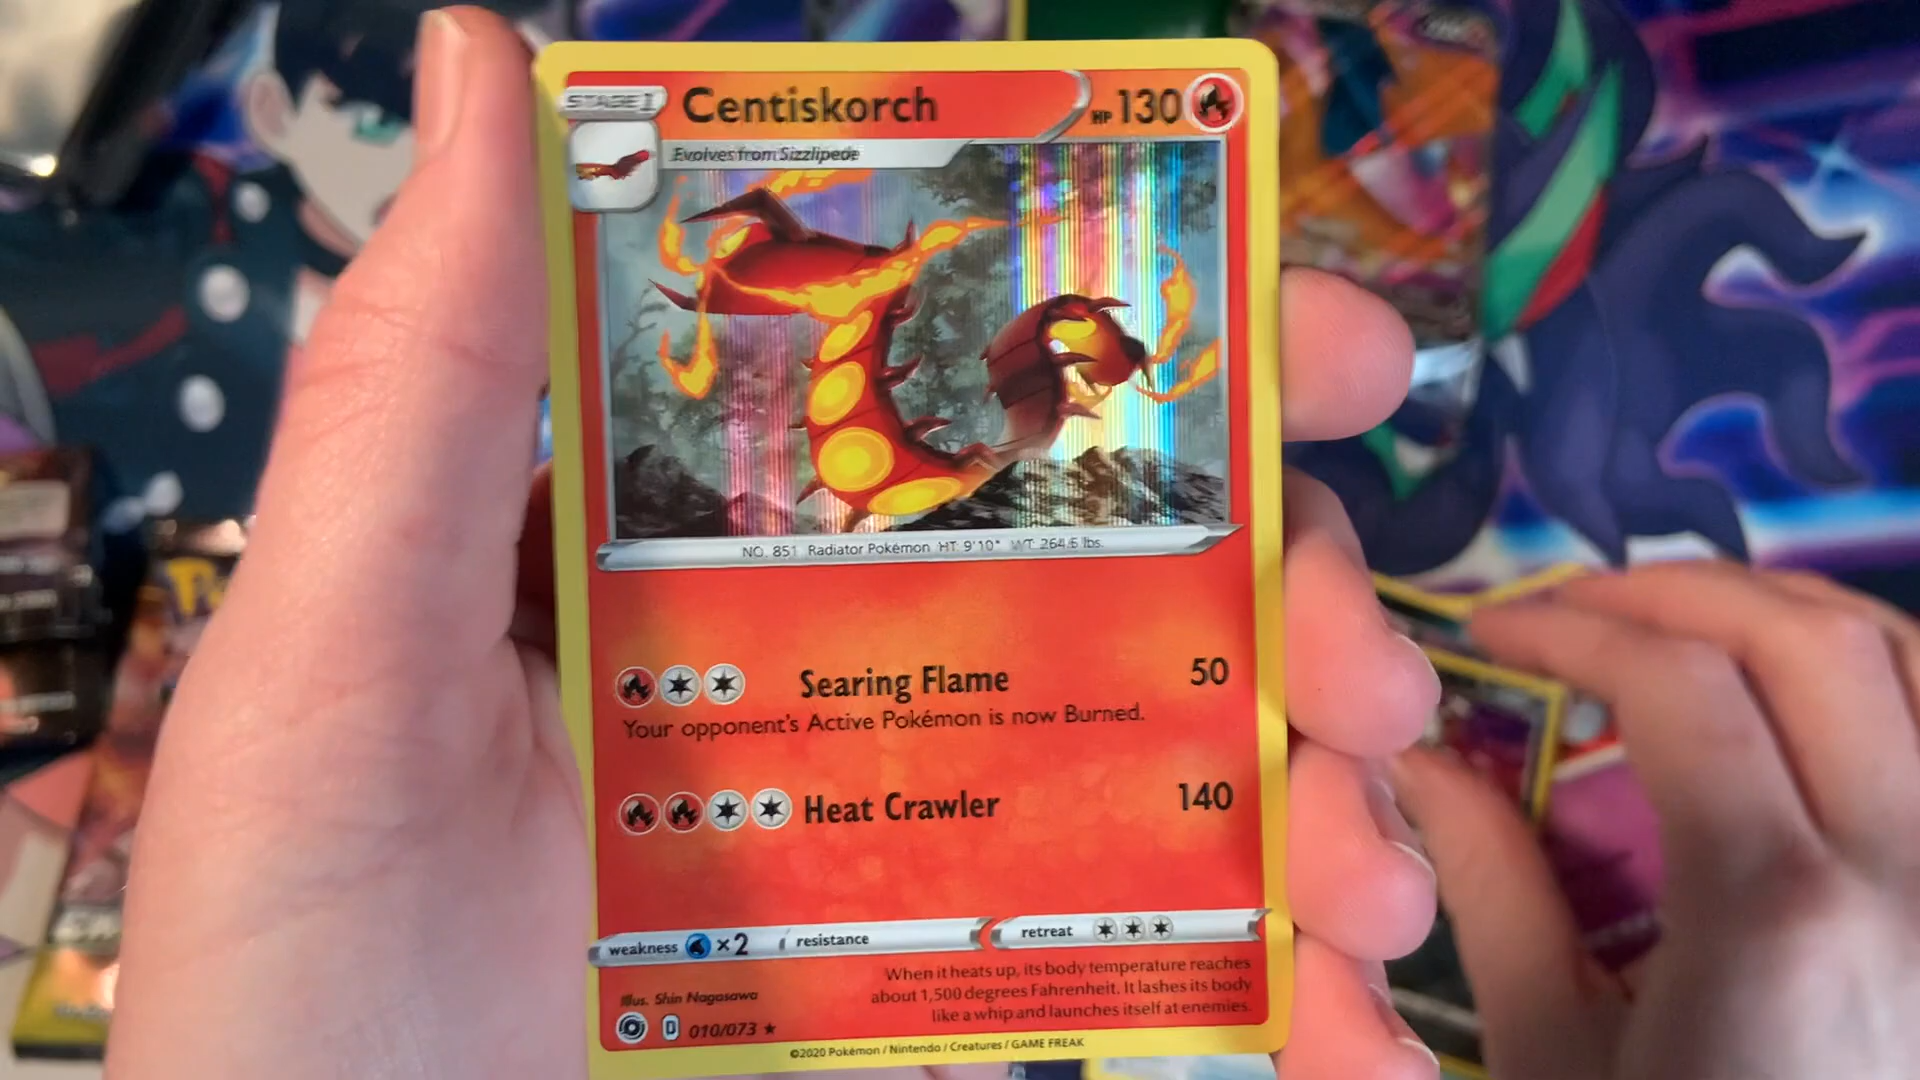 STAGE 1
Centiskorch
HP 130
Evolves from Sizzlipede
NO. 851 Radiator Pokémon HT: 9'10" WT: 264.6 lbs.
Searing Flame 50
Your opponent's Active Pokémon is now Burned.
Heat Crawler 140
weakness ×2 resistance retreat
When it heats up, its body temperature reaches
about 1,500 degrees Fahrenheit. It lashes its body
like a whip and launches itself at enemies.
Illus. Shin Nagasawa
D 010/073 ★
©2020 Pokémon / Nintendo / Creatures / GAME FREAK